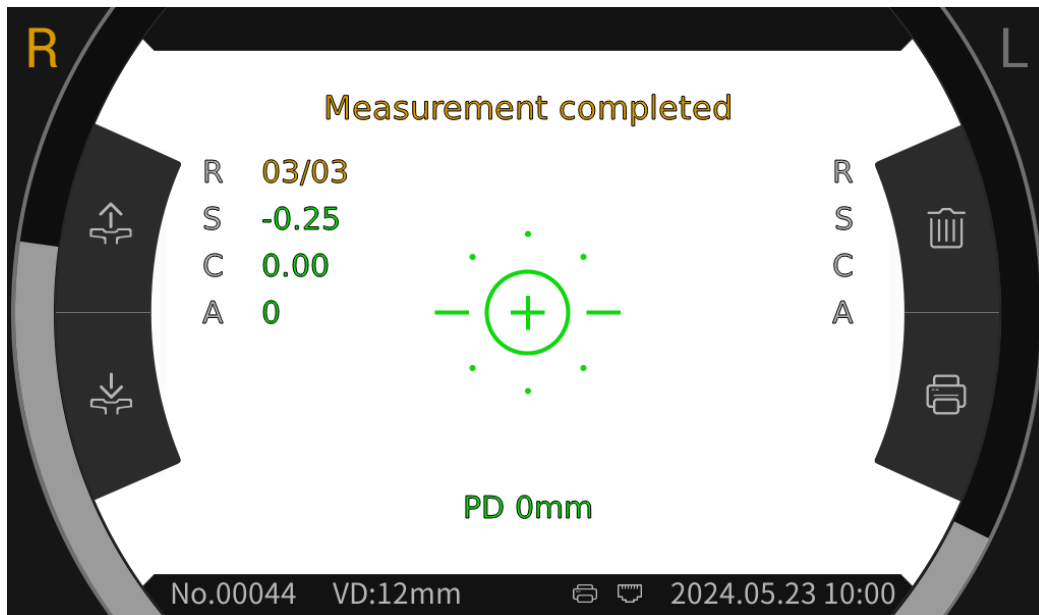 R L
Measurement completed
R 03/03 R
S -0.25 S
C 0.00 C
A 0 A
PD 0mm
No.00044 VD:12mm 2024.05.23 10:00